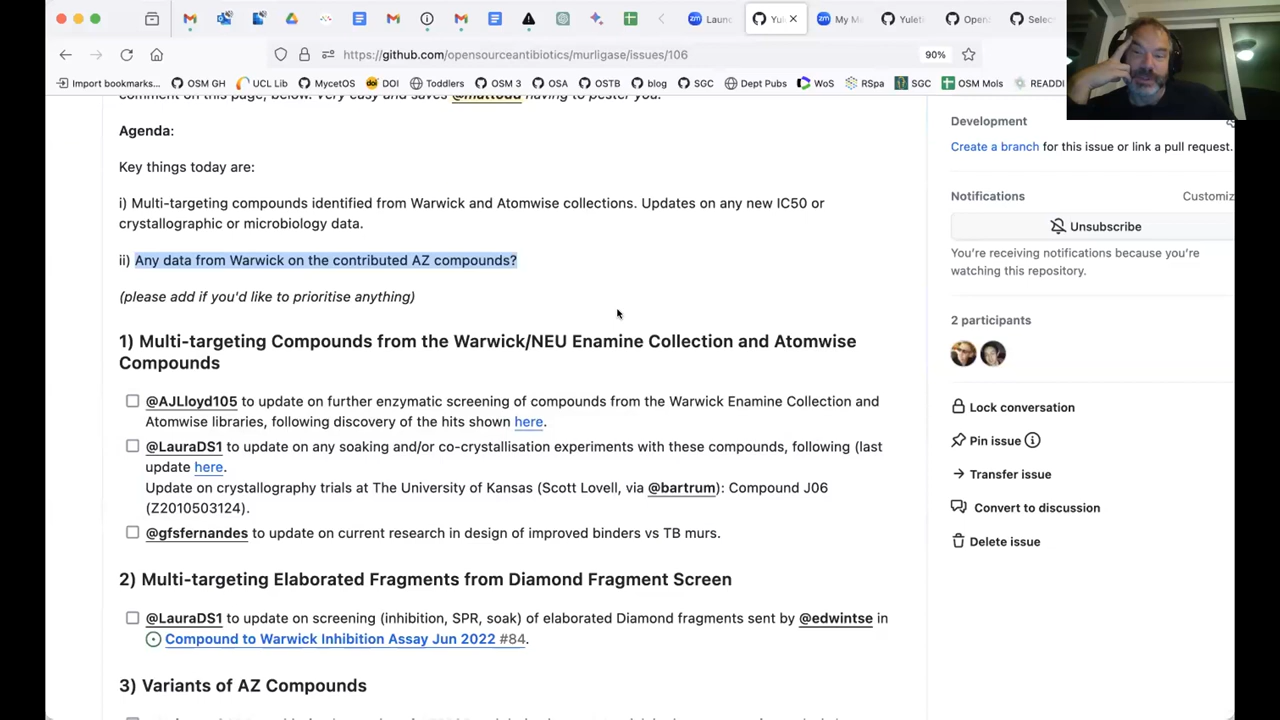 Launc
Yul
My M
Yulet
Open
Selec
https://github.com/opensourceantibiotics/murligase/issues/106
90%
Import bookmarks...
OSM GH
UCL Lib
MycetOS
DOI
Toddlers
OSM 3
OSA
OSTB
blog
SGC
Dept Pubs
WoS
RSpa
SGC
OSM Mols
READDI
comment on this page, below. Very easy and saves @mattodd having to pester you.
Agenda:
Key things today are:
i) Multi-targeting compounds identified from Warwick and Atomwise collections. Updates on any new IC50 or
crystallographic or microbiology data.
ii) Any data from Warwick on the contributed AZ compounds?
(please add if you'd like to prioritise anything)
1) Multi-targeting Compounds from the Warwick/NEU Enamine Collection and Atomwise
Compounds
@AJLloyd105 to update on further enzymatic screening of compounds from the Warwick Enamine Collection and
Atomwise libraries, following discovery of the hits shown here.
@LauraDS1 to update on any soaking and/or co-crystallisation experiments with these compounds, following (last
update here.
Update on crystallography trials at The University of Kansas (Scott Lovell, via @bartrum): Compound J06
(Z2010503124).
@gfsfernandes to update on current research in design of improved binders vs TB murs.
2) Multi-targeting Elaborated Fragments from Diamond Fragment Screen
@LauraDS1 to update on screening (inhibition, SPR, soak) of elaborated Diamond fragments sent by @edwintse in
Compound to Warwick Inhibition Assay Jun 2022 #84.
3) Variants of AZ Compounds
Development
Create a branch for this issue or link a pull request.
Notifications
Customiz
Unsubscribe
You're receiving notifications because you're
watching this repository.
2 participants
Lock conversation
Pin issue
Transfer issue
Convert to discussion
Delete issue